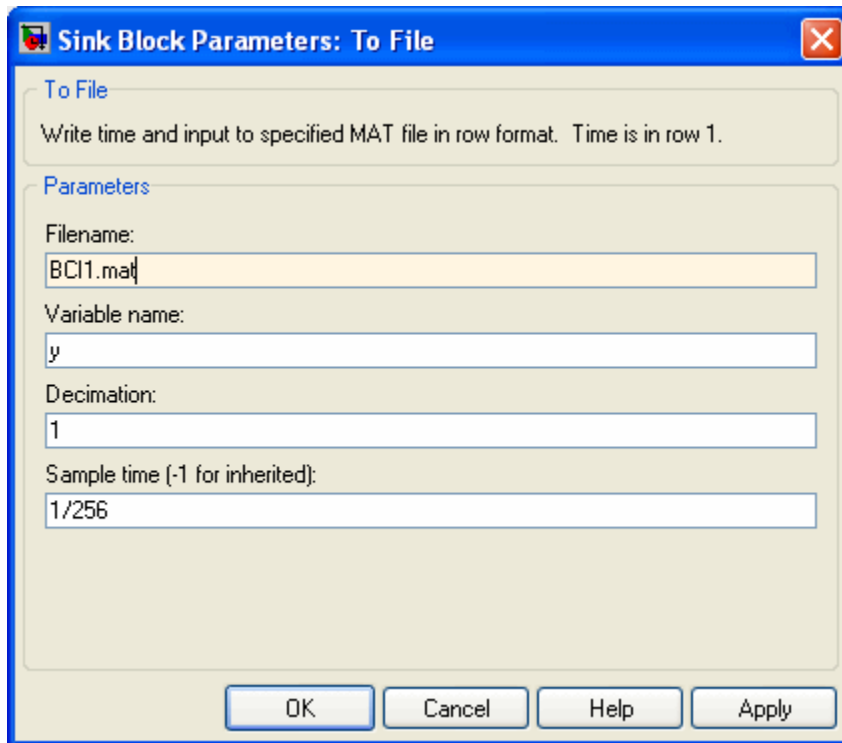 Sink Block Parameters: To File
To File
Write time and input to specified MAT file in row format.  Time is in row 1.
Parameters
Filename:
BCI1.mat
Variable name:
y
Decimation:
1
Sample time (-1 for inherited):
1/256
OK Cancel Help Apply